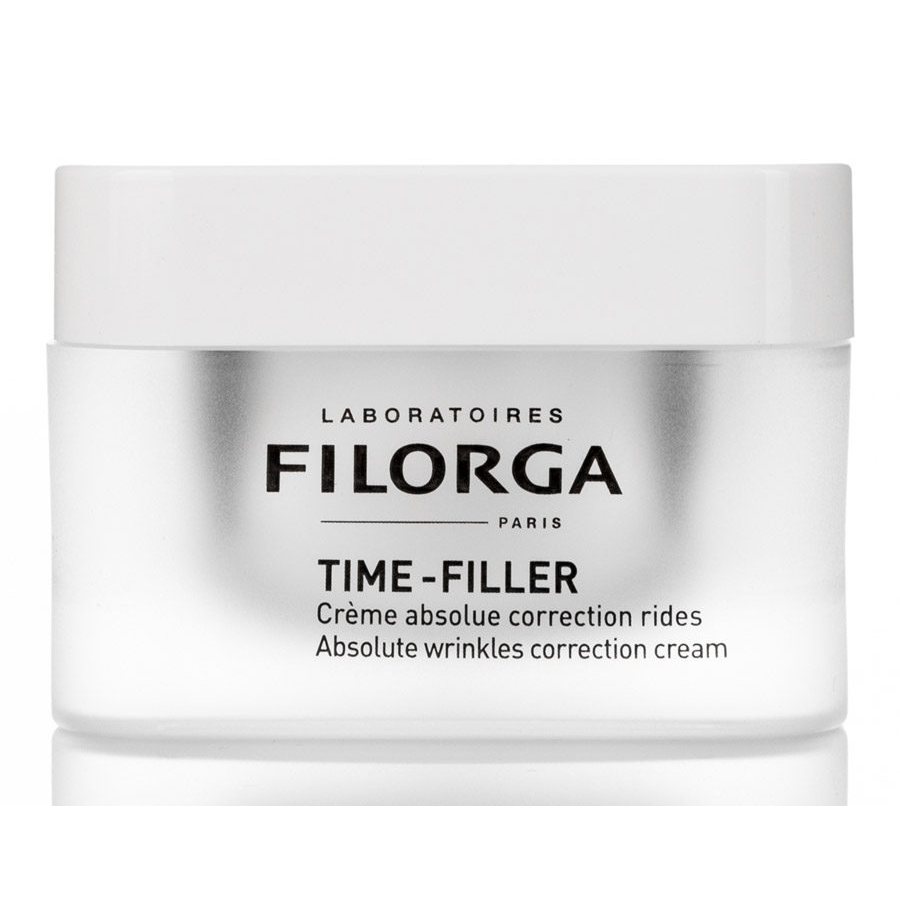 LABORATOIRES
FILORGA
PARIS
TIME-FILLER
Crème absolue correction rides
Absolute wrinkles correction cream